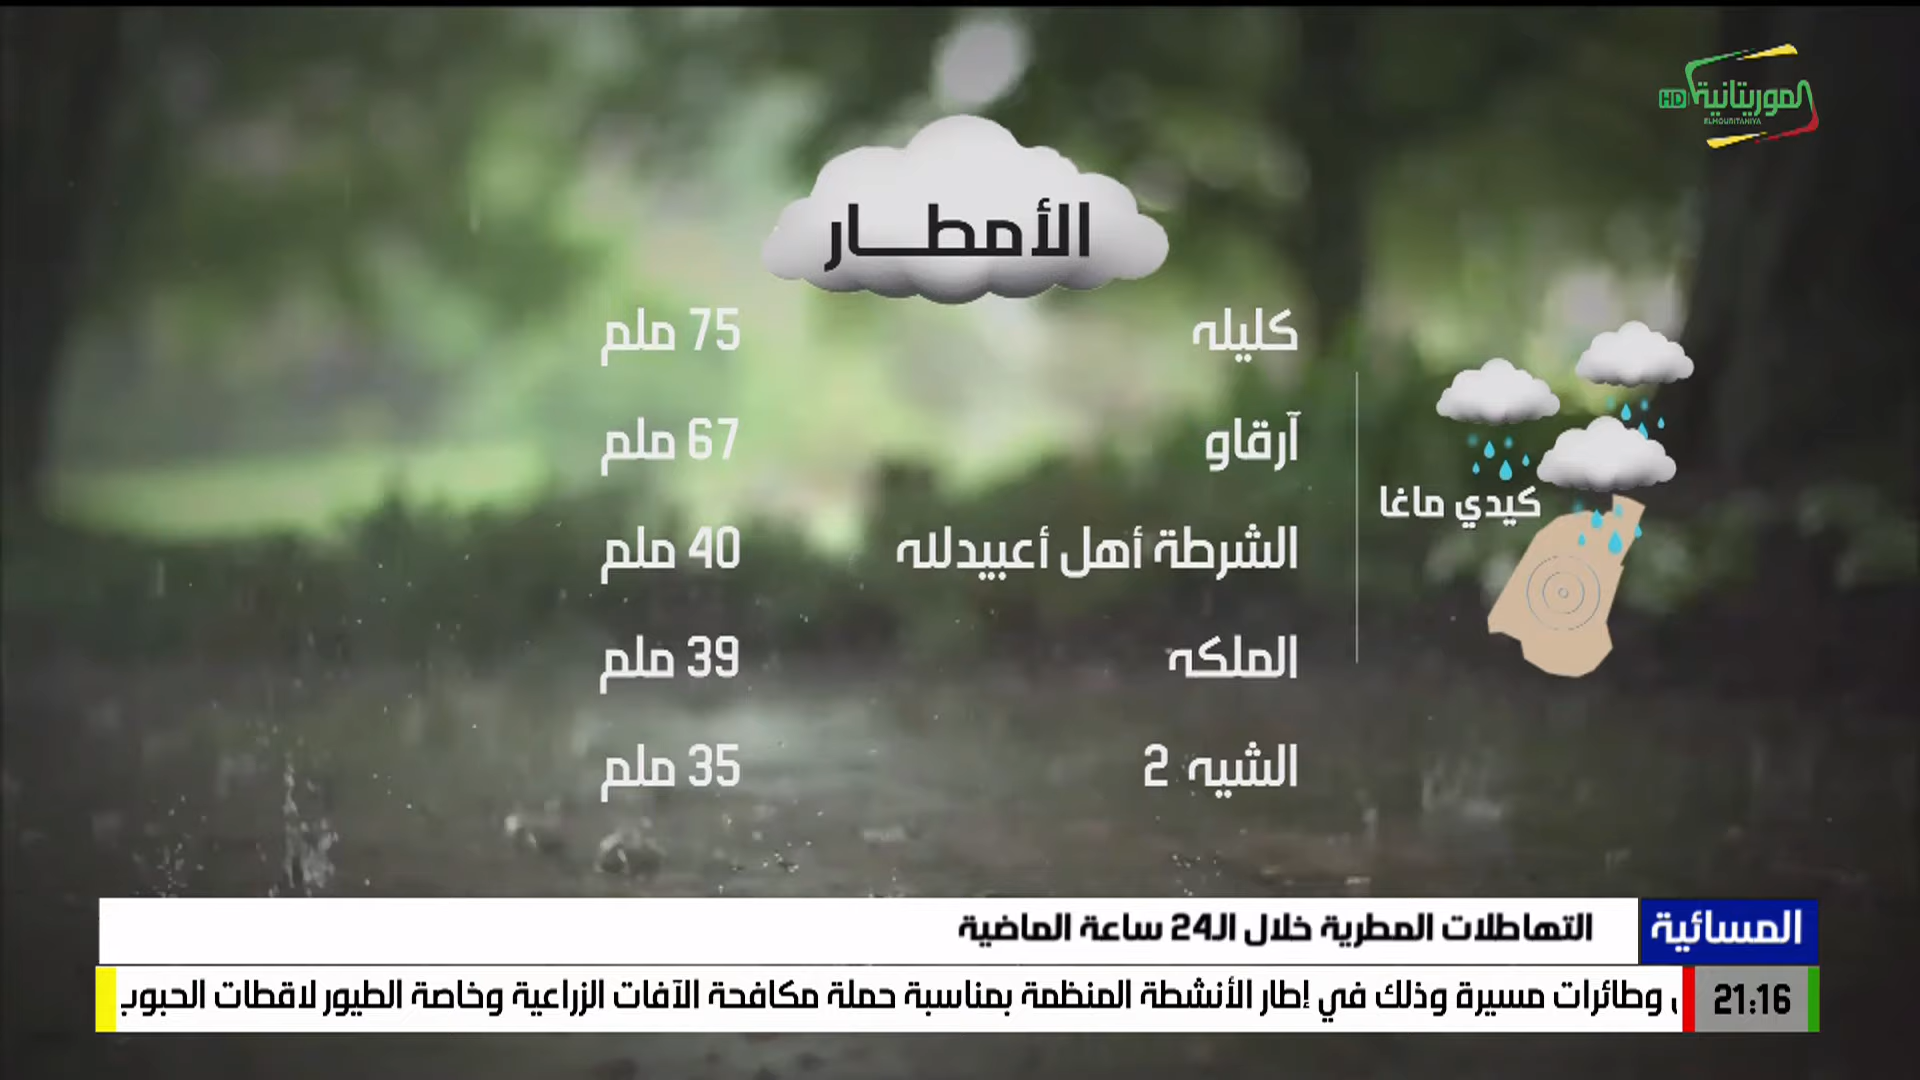 الموريتانية HD
ELMOURITANIYA
الأمطار
كيدي ماغا
كليله 75 ملم
آرقاو 67 ملم
الشرطة أهل أعبيدلله 40 ملم
الملكه 39 ملم
الشيه 2 35 ملم
المسائية
التهاطلات المطرية خلال الـ24 ساعة الماضية
21:16
وطائرات مسيرة وذلك في إطار الأنشطة المنظمة بمناسبة حملة مكافحة الآفات الزراعية وخاصة الطيور لاقطات الحبوب